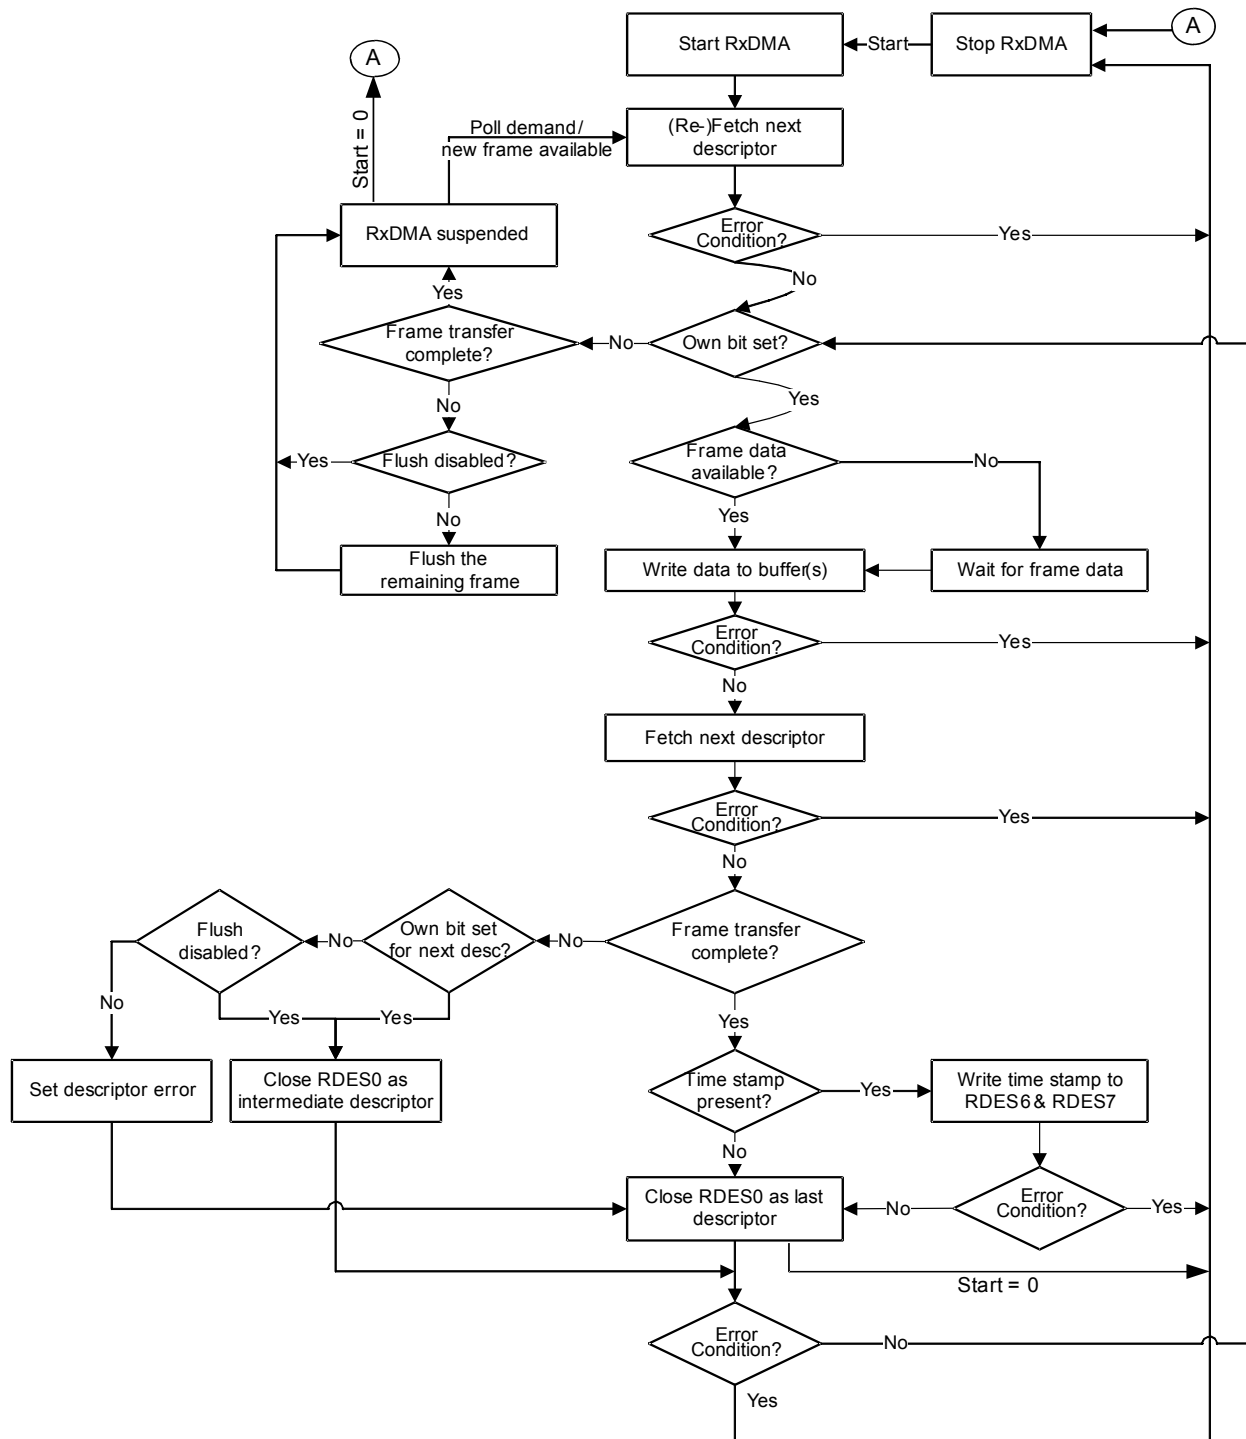 A
Start RxDMA
Start
Stop RxDMA
A
Start = 0
Poll demand/
new frame available
(Re-)Fetch next
descriptor
RxDMA suspended
Error
Condition?
Yes
No
Yes
Frame transfer
complete?
No
Own bit set?
No
Yes
Yes
Flush disabled?
Frame data
available?
No
No
Yes
Flush the
remaining frame
Write data to buffer(s)
Wait for frame data
Error
Condition?
Yes
No
Fetch next descriptor
Error
Condition?
Yes
No
Flush
disabled?
No
Own bit set
for next desc?
No
Frame transfer
complete?
No
Yes
Yes
Yes
Set descriptor error
Close RDES0 as
intermediate descriptor
Time stamp
present?
Yes
Write time stamp to
RDES6 & RDES7
No
Close RDES0 as last
descriptor
No
Error
Condition?
Yes
Start = 0
Error
Condition?
No
Yes